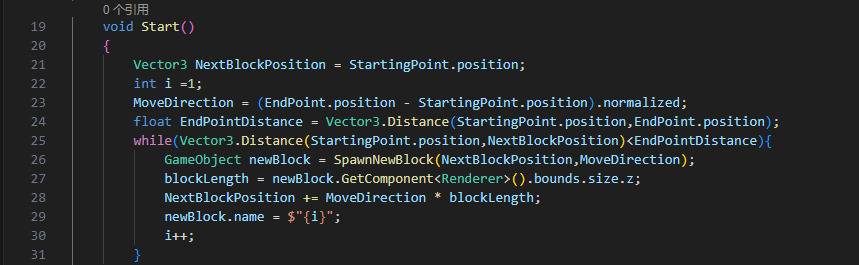 0 个引用
19 void Start()
20 {
21 Vector3 NextBlockPosition = StartingPoint.position;
22 int i =1;
23 MoveDirection = (EndPoint.position - StartingPoint.position).normalized;
24 float EndPointDistance = Vector3.Distance(StartingPoint.position,EndPoint.position);
25 while(Vector3.Distance(StartingPoint.position,NextBlockPosition)<EndPointDistance){
26 GameObject newBlock = SpawnNewBlock(NextBlockPosition,MoveDirection);
27 blockLength = newBlock.GetComponent<Renderer>().bounds.size.z;
28 NextBlockPosition += MoveDirection * blockLength;
29 newBlock.name = $"{i}";
30 i++;
31 }